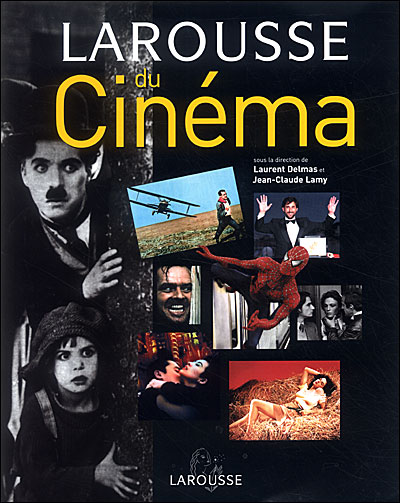 LAROUSSE
du
Cinéma
sous la direction de
Laurent Delmas et
Jean-Claude Lamy
LAROUSSE